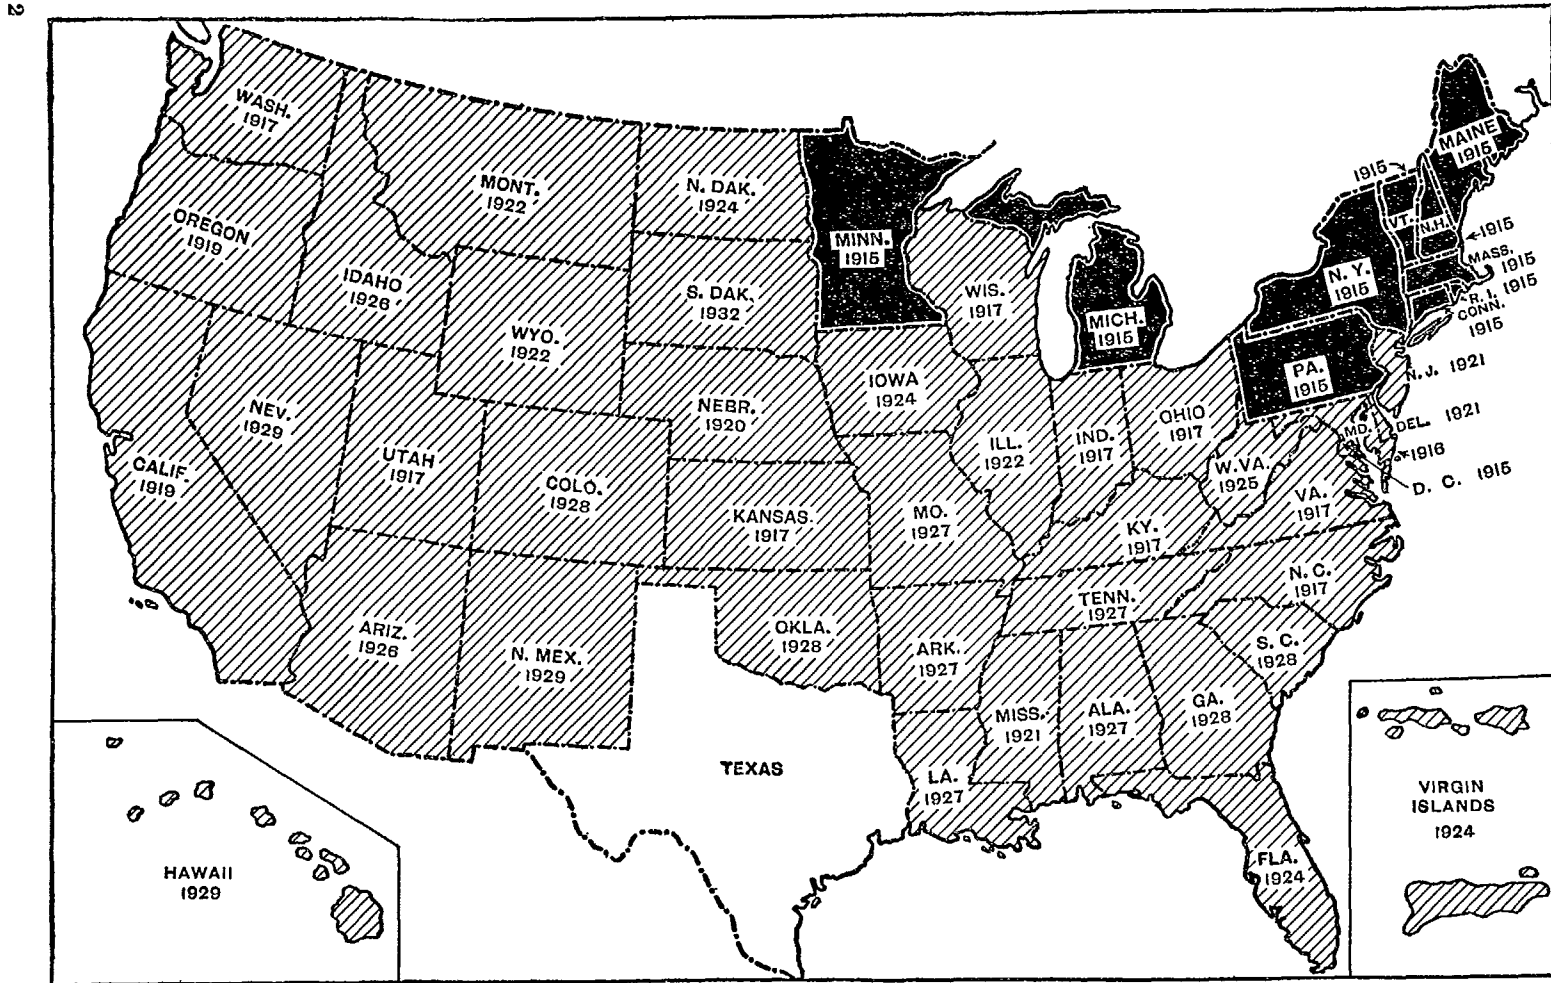 2
WASH.
1917
OREGON
1919
CALIF.
1919
IDAHO
1926
NEV.
1929
MONT.
1922
WYO.
1922
UTAH
1917
COLO.
1928
ARIZ.
1926
N. MEX.
1929
N. DAK.
1924
S. DAK.
1932
NEBR.
1920
KANSAS.
1917
OKLA.
1928
TEXAS
MINN.
1915
IOWA
1924
MO.
1927
ARK.
1927
LA.
1927
WIS.
1917
ILL.
1922
MICH.
1915
IND.
1917
OHIO
1917
KY.
1917
TENN.
1927
MISS.
1921
ALA.
1927
GA.
1928
FLA.
1924
S. C.
1928
N. C.
1917
VA.
1917
W.VA.
1925
MD.
1916
D. C. 1915
DEL. 1921
N.J. 1921
PA.
1915
N. Y.
1915
1915
VT.
N.H.
1915
MAINE
1915
MASS.
1915
R. I. 1915
CONN.
1915
HAWAII
1929
VIRGIN
ISLANDS
1924